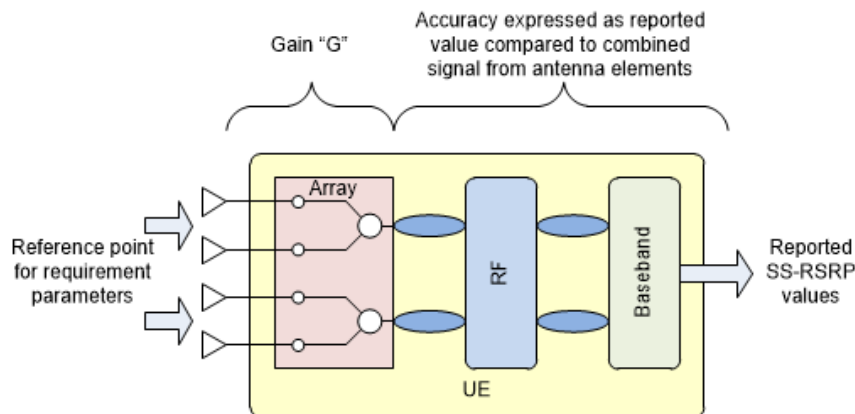 Gain “G”
Accuracy expressed as reported
value compared to combined
signal from antenna elements
Array
Reference point
for requirement
parameters
RF
Baseband
Reported
SS-RSRP
values
UE